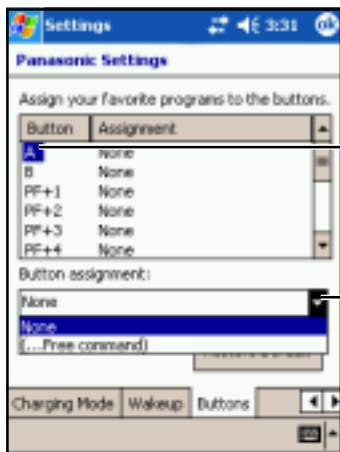 Settings 3:31 ok
Panasonic Settings
Assign your favorite programs to the buttons.
Button Assignment
A None
B None
PF+1 None
PF+2 None
PF+3 None
PF+4 None
Button assignment:
None
None
(...Free command)
Charging Mode Wakeup Buttons